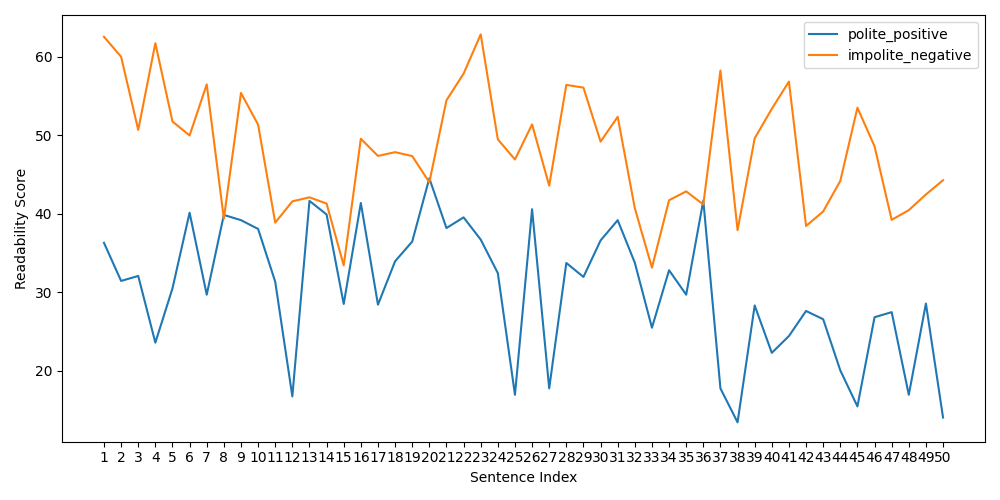 polite_positive
impolite_negative
Readability Score
60
50
40
30
20
1 2 3 4 5 6 7 8 9 10 11 12 13 14 15 16 17 18 19 20 21 22 23 24 25 26 27 28 29 30 31 32 33 34 35 36 37 38 39 40 41 42 43 44 45 46 47 48 49 50
Sentence Index